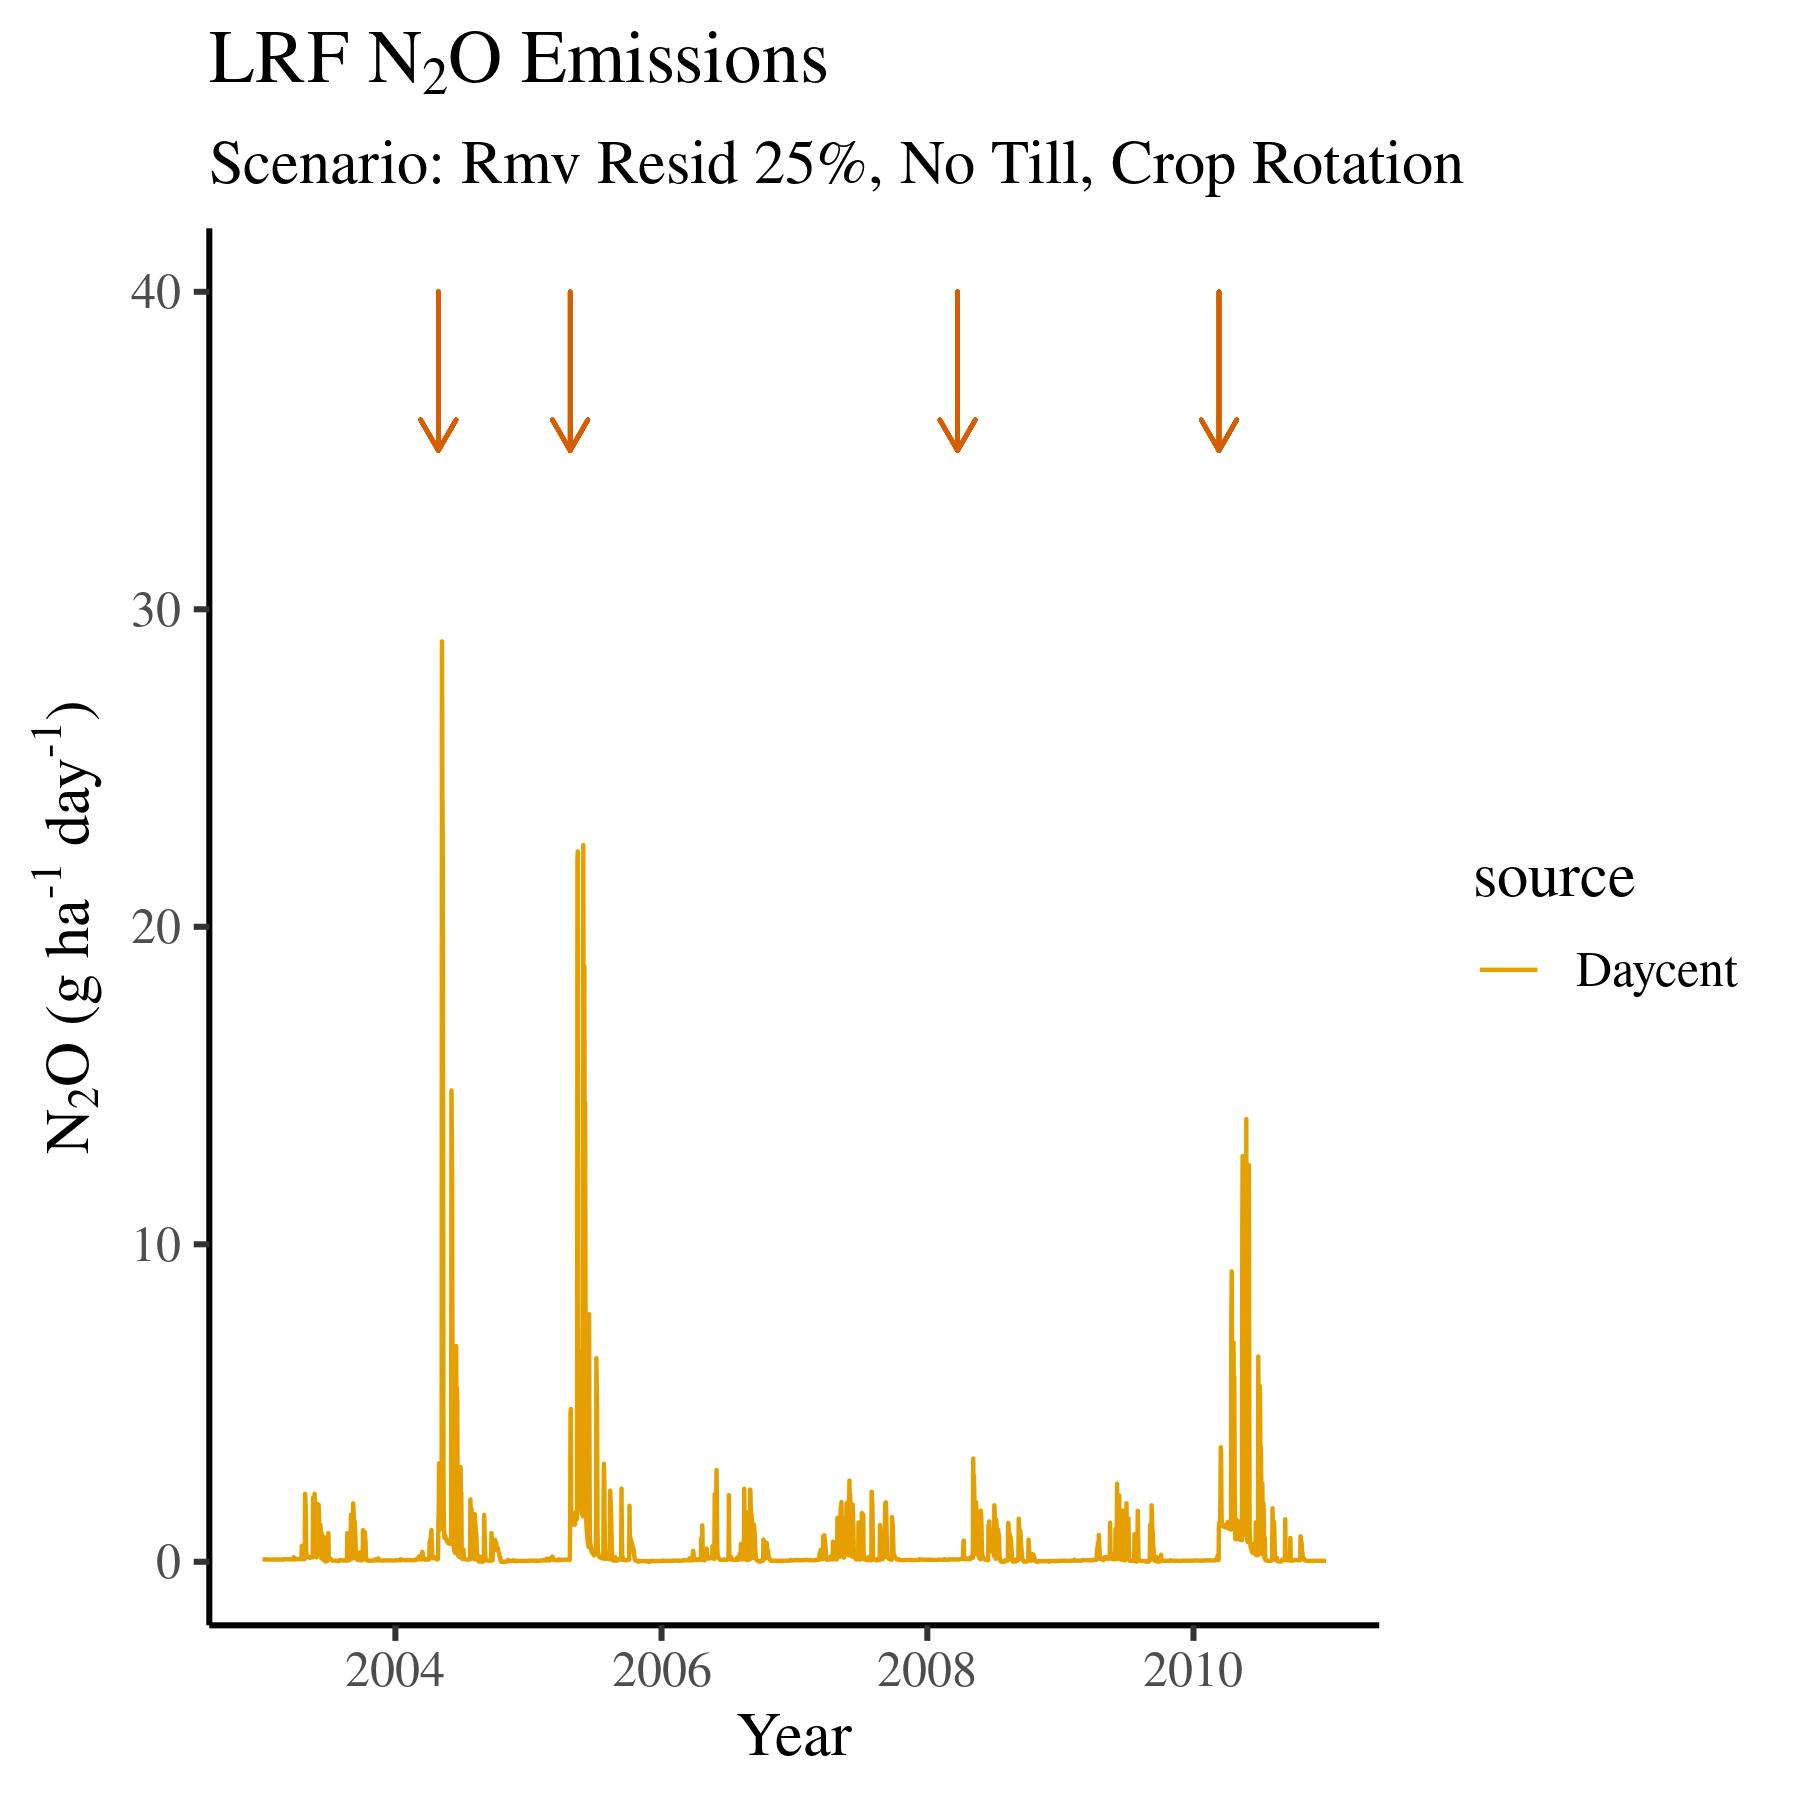 LRF N₂O Emissions
Scenario: Rmv Resid 25%, No Till, Crop Rotation
40
30
20
10
0
N₂O (g ha⁻¹ day⁻¹)
2004 2006 2008 2010
Year
source
Daycent